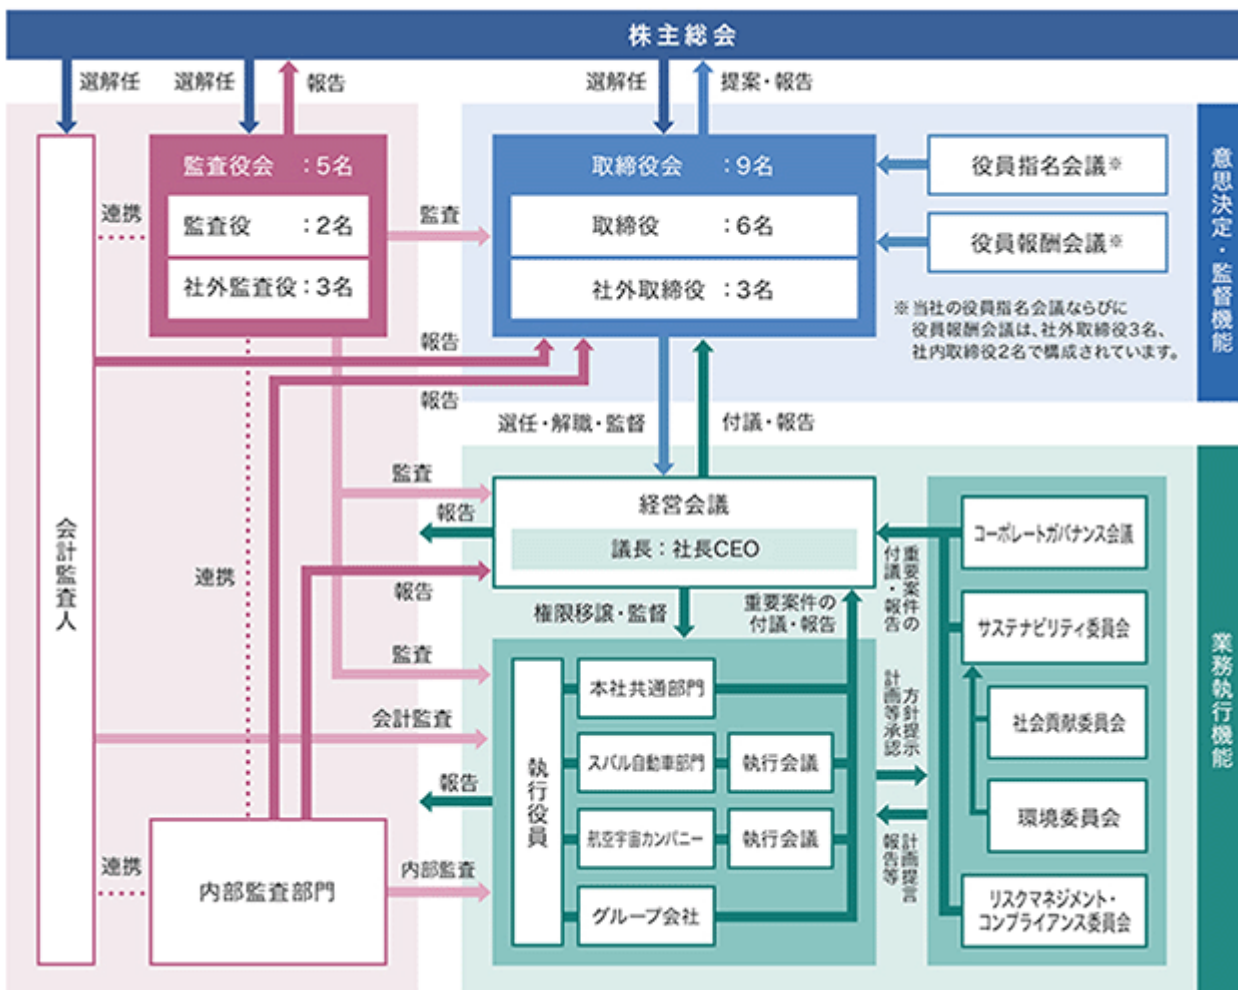 株主総会
選解任
選解任
報告
選解任
提案・報告
監査役会　：5名
監査役　：2名
社外監査役：3名
連携
監査
取締役会　：9名
取締役　：6名
社外取締役　：3名
役員指名会議※
役員報酬会議※
※当社の役員指名会議ならびに
役員報酬会議は、社外取締役3名、
社内取締役2名で構成されています。
意思決定・監督機能
報告
報告
選任・解職・監督
付議・報告
会計監査人
連携
監査
報告
報告
経営会議
議長：社長CEO
重要案件の
付議・報告
コーポレートガバナンス会議
サステナビリティ委員会
社会貢献委員会
環境委員会
リスクマネジメント・
コンプライアンス委員会
業務執行機能
権限移譲・監督
重要案件の
付議・報告
監査
会計監査
報告
執行役員
本社共通部門
スバル自動車部門
執行会議
航空宇宙カンパニー
執行会議
グループ会社
方針提示
計画等承認
計画提言
報告等
連携
内部監査部門
内部監査